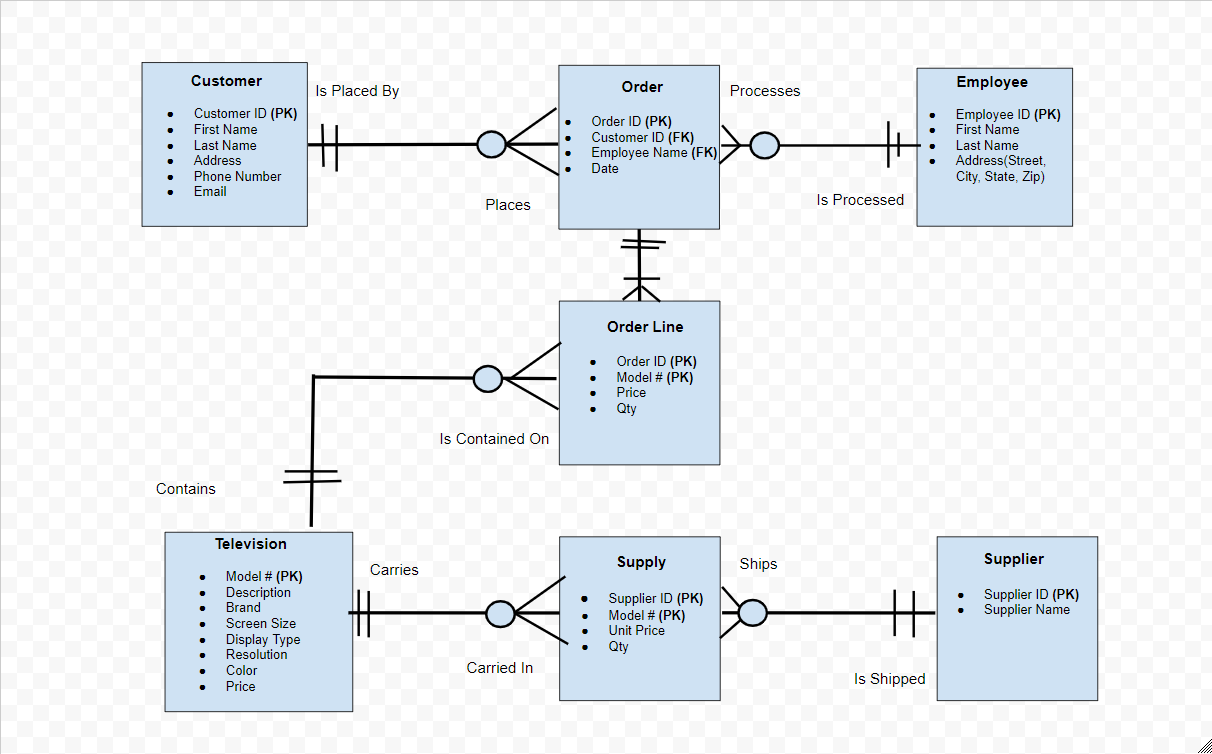 Customer
• Customer ID (PK)
• First Name
• Last Name
• Address
• Phone Number
• Email
Is Placed By
Places
Order
• Order ID (PK)
• Customer ID (FK)
• Employee Name (FK)
• Date
Processes
Is Processed
Employee
• Employee ID (PK)
• First Name
• Last Name
• Address(Street,
City, State, Zip)
Order Line
• Order ID (PK)
• Model # (PK)
• Price
• Qty
Is Contained On
Contains
Television
• Model # (PK)
• Description
• Brand
• Screen Size
• Display Type
• Resolution
• Color
• Price
Carries
Carried In
Supply
• Supplier ID (PK)
• Model # (PK)
• Unit Price
• Qty
Ships
Is Shipped
Supplier
• Supplier ID (PK)
• Supplier Name